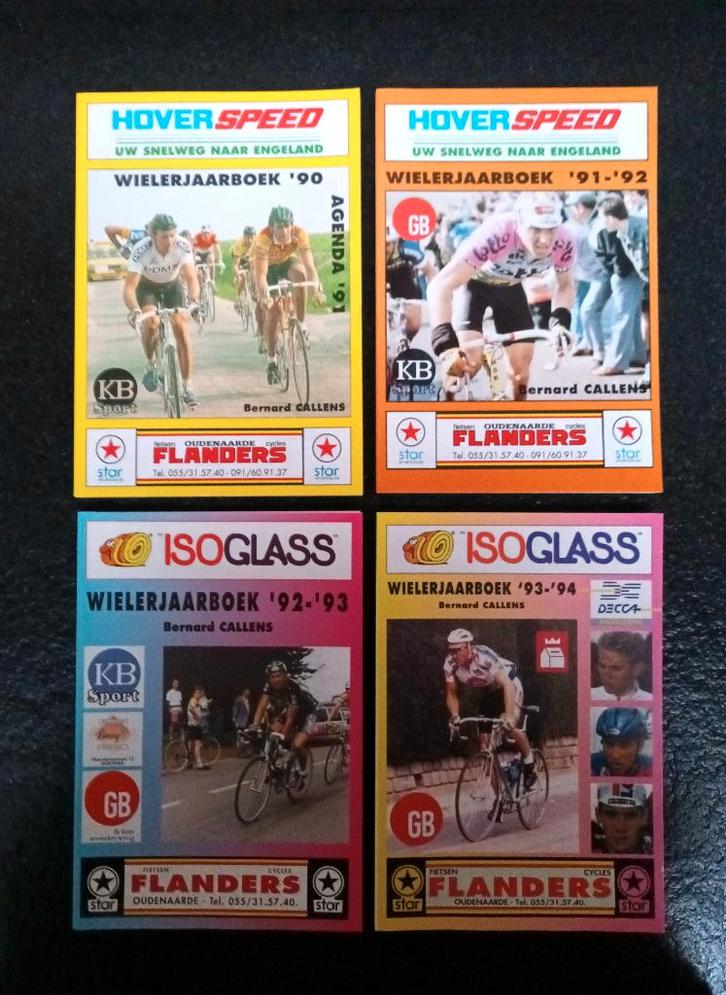 HOVERSPEED
UW SNELWEG NAAR ENGELAND
WIELERJAARBOEK '90
AGENDA '91
KB
Sport
Bernard CALLENS
star
fietsen OUDENAARDE cycles
FLANDERS
Tel. 055/31.57.40 - 091/60.91.37
star
HOVERSPEED
UW SNELWEG NAAR ENGELAND
WIELERJAARBOEK '91-'92
GB
lotto
KB
Sport
Bernard CALLENS
star
fietsen OUDENAARDE cycles
FLANDERS
Tel. 055/31.57.40 - 091/60.91.37
star
ISOGLASS
WIELERJAARBOEK '92-'93
Bernard CALLENS
KB
Sport
GB
FIETSEN CYCLES
FLANDERS
OUDENAARDE - Tel. 055/31.57.40.
star
star
ISOGLASS
WIELERJAARBOEK '93-'94
Bernard CALLENS
DECCA
GB
FIETSEN CYCLES
FLANDERS
OUDENAARDE - Tel. 055/31.57.40.
star
star